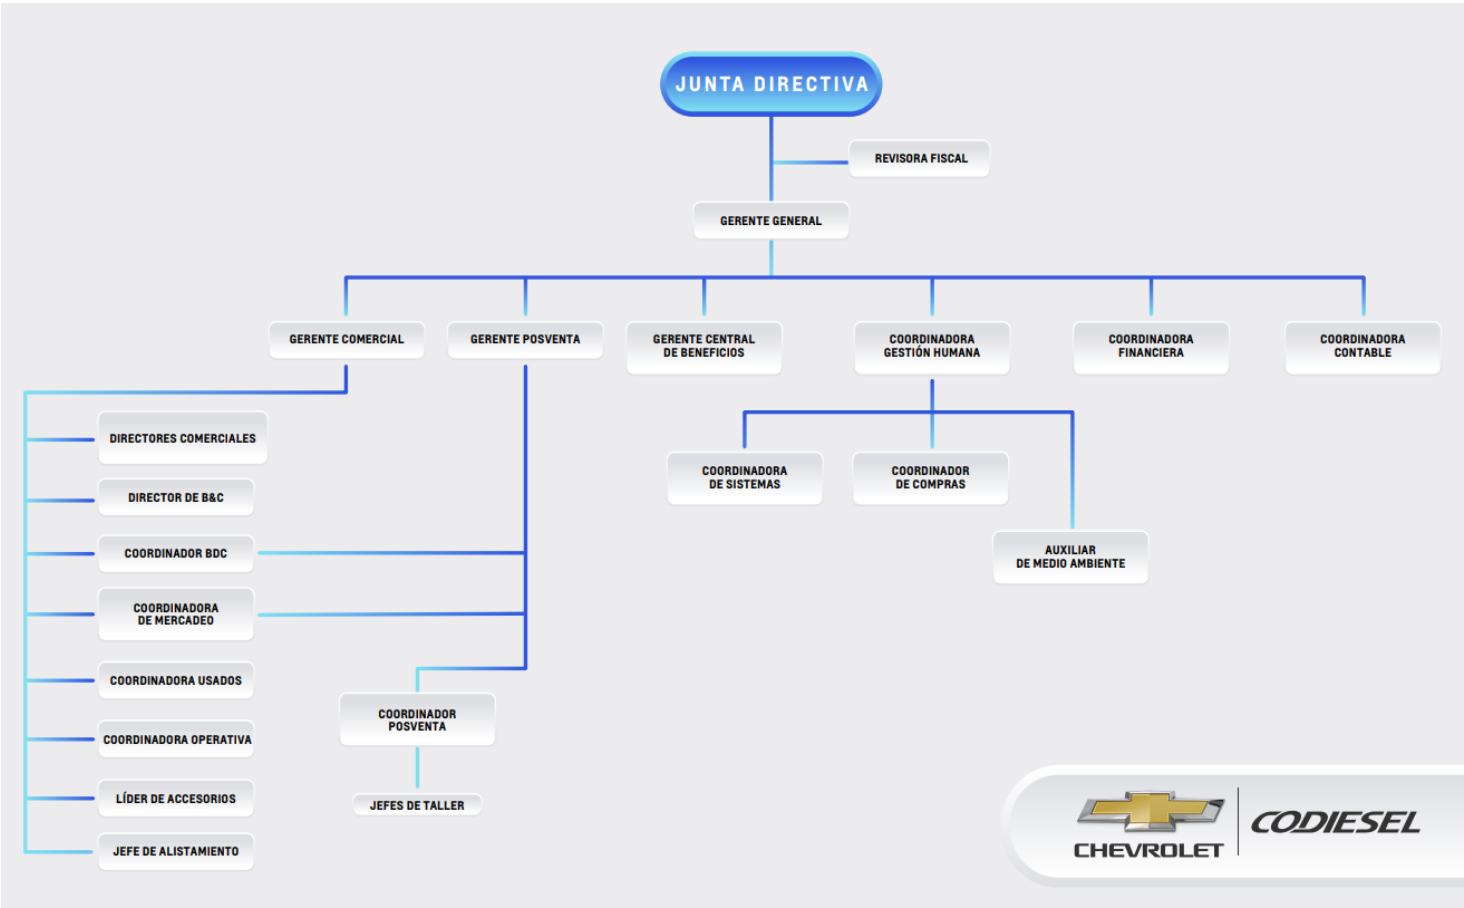 JUNTA DIRECTIVA
REVISORA FISCAL
GERENTE GENERAL
GERENTE COMERCIAL
GERENTE POSVENTA
GERENTE CENTRAL
DE BENEFICIOS
COORDINADORA
GESTIÓN HUMANA
COORDINADORA
FINANCIERA
COORDINADORA
CONTABLE
DIRECTORES COMERCIALES
DIRECTOR DE B&C
COORDINADOR BDC
COORDINADORA
DE MERCADEO
COORDINADORA USADOS
COORDINADORA OPERATIVA
LÍDER DE ACCESORIOS
JEFE DE ALISTAMIENTO
COORDINADOR
POSVENTA
JEFES DE TALLER
COORDINADORA
DE SISTEMAS
COORDINADOR
DE COMPRAS
AUXILIAR
DE MEDIO AMBIENTE
CHEVROLET
CODIESEL